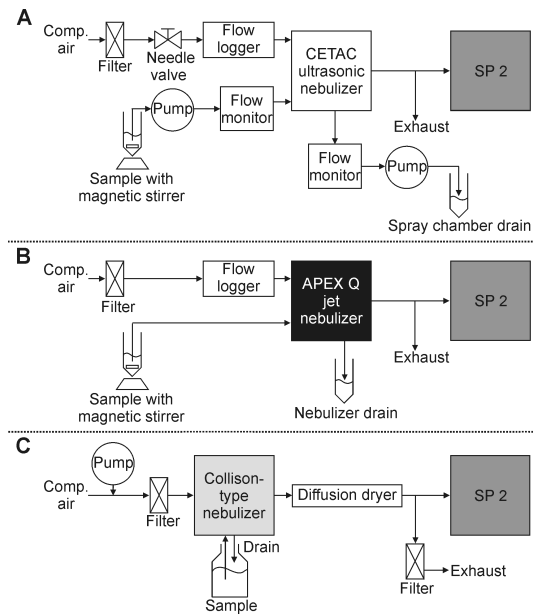 A
Comp.
air
Filter
Needle
valve
Flow
logger
CETAC
ultrasonic
nebulizer
SP 2
Exhaust
Pump
Flow
monitor
Sample with
magnetic stirrer
Flow
monitor
Pump
Spray chamber drain
B
Comp.
air
Filter
Flow
logger
APEX Q
jet
nebulizer
SP 2
Exhaust
Sample with
magnetic stirrer
Nebulizer drain
C
Pump
Comp.
air
Filter
Collison-
type
nebulizer
Diffusion dryer
SP 2
Drain
Sample
Filter
Exhaust